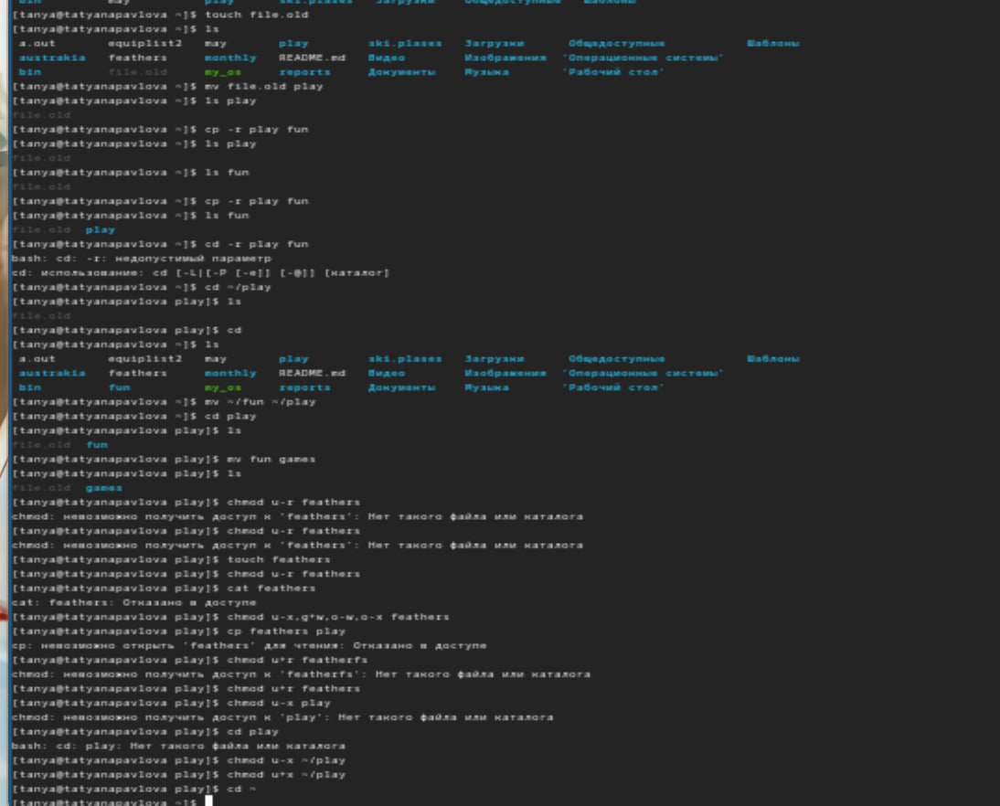 bin may play ski.plases Загрузки Общедоступные Шаблоны
[tanya@tatyanapavlova ~]$ touch file.old
[tanya@tatyanapavlova ~]$ ls
a.out equiplist2 may play ski.plases Загрузки Общедоступные Шаблоны
austrakia feathers monthly README.md Видео Изображения 'Операционные системы'
bin file.old my_os reports Документы Музыка 'Рабочий стол'
[tanya@tatyanapavlova ~]$ mv file.old play
[tanya@tatyanapavlova ~]$ ls play
file.old
[tanya@tatyanapavlova ~]$ cp -r play fun
[tanya@tatyanapavlova ~]$ ls play
file.old
[tanya@tatyanapavlova ~]$ ls fun
file.old
[tanya@tatyanapavlova ~]$ cp -r play fun
[tanya@tatyanapavlova ~]$ ls fun
file.old play
[tanya@tatyanapavlova ~]$ cd -r play fun
bash: cd: -r: недопустимый параметр
cd: использование: cd [-L|[-P [-e]] [-@]] [каталог]
[tanya@tatyanapavlova ~]$ cd ~/play
[tanya@tatyanapavlova play]$ ls
file.old
[tanya@tatyanapavlova play]$ cd
[tanya@tatyanapavlova ~]$ ls
a.out equiplist2 may play ski.plases Загрузки Общедоступные Шаблоны
austrakia feathers monthly README.md Видео Изображения 'Операционные системы'
bin fun my_os reports Документы Музыка 'Рабочий стол'
[tanya@tatyanapavlova ~]$ mv ~/fun ~/play
[tanya@tatyanapavlova ~]$ cd play
[tanya@tatyanapavlova play]$ ls
file.old fun
[tanya@tatyanapavlova play]$ mv fun games
[tanya@tatyanapavlova play]$ ls
file.old games
[tanya@tatyanapavlova play]$ chmod u-r feathers
chmod: невозможно получить доступ к 'feathers': Нет такого файла или каталога
[tanya@tatyanapavlova play]$ chmod u-r feathers
chmod: невозможно получить доступ к 'feathers': Нет такого файла или каталога
[tanya@tatyanapavlova play]$ touch feathers
[tanya@tatyanapavlova play]$ chmod u-r feathers
[tanya@tatyanapavlova play]$ cat feathers
cat: feathers: Отказано в доступе
[tanya@tatyanapavlova play]$ chmod u-x,g+w,o-w,o-x feathers
[tanya@tatyanapavlova play]$ cp feathers play
cp: невозможно открыть 'feathers' для чтения: Отказано в доступе
[tanya@tatyanapavlova play]$ chmod u+r featherfs
chmod: невозможно получить доступ к 'featherfs': Нет такого файла или каталога
[tanya@tatyanapavlova play]$ chmod u+r feathers
[tanya@tatyanapavlova play]$ chmod u-x play
chmod: невозможно получить доступ к 'play': Нет такого файла или каталога
[tanya@tatyanapavlova play]$ cd play
bash: cd: play: Нет такого файла или каталога
[tanya@tatyanapavlova play]$ chmod u-x ~/play
[tanya@tatyanapavlova play]$ chmod u+x ~/play
[tanya@tatyanapavlova play]$ cd ~
[tanya@tatyanapavlova ~]$